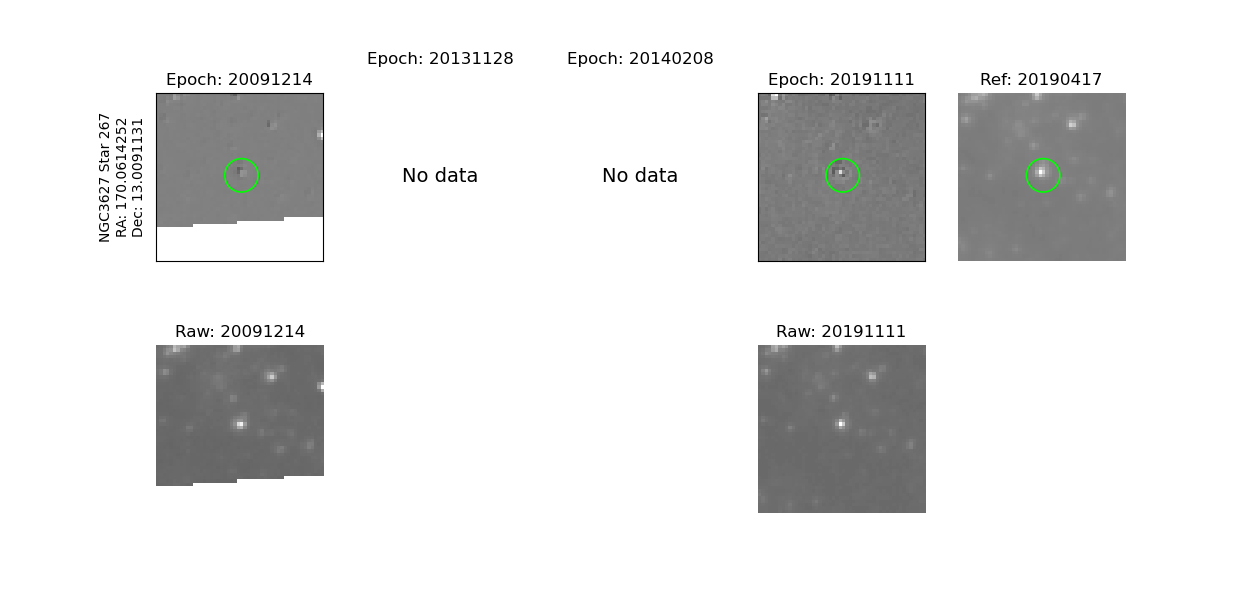 Epoch: 20091214
Epoch: 20131128
Epoch: 20140208
Epoch: 20191111
Ref: 20190417
NGC3627 Star 267
RA: 170.0614252
Dec: 13.0091131
No data
No data
Raw: 20091214
Raw: 20191111